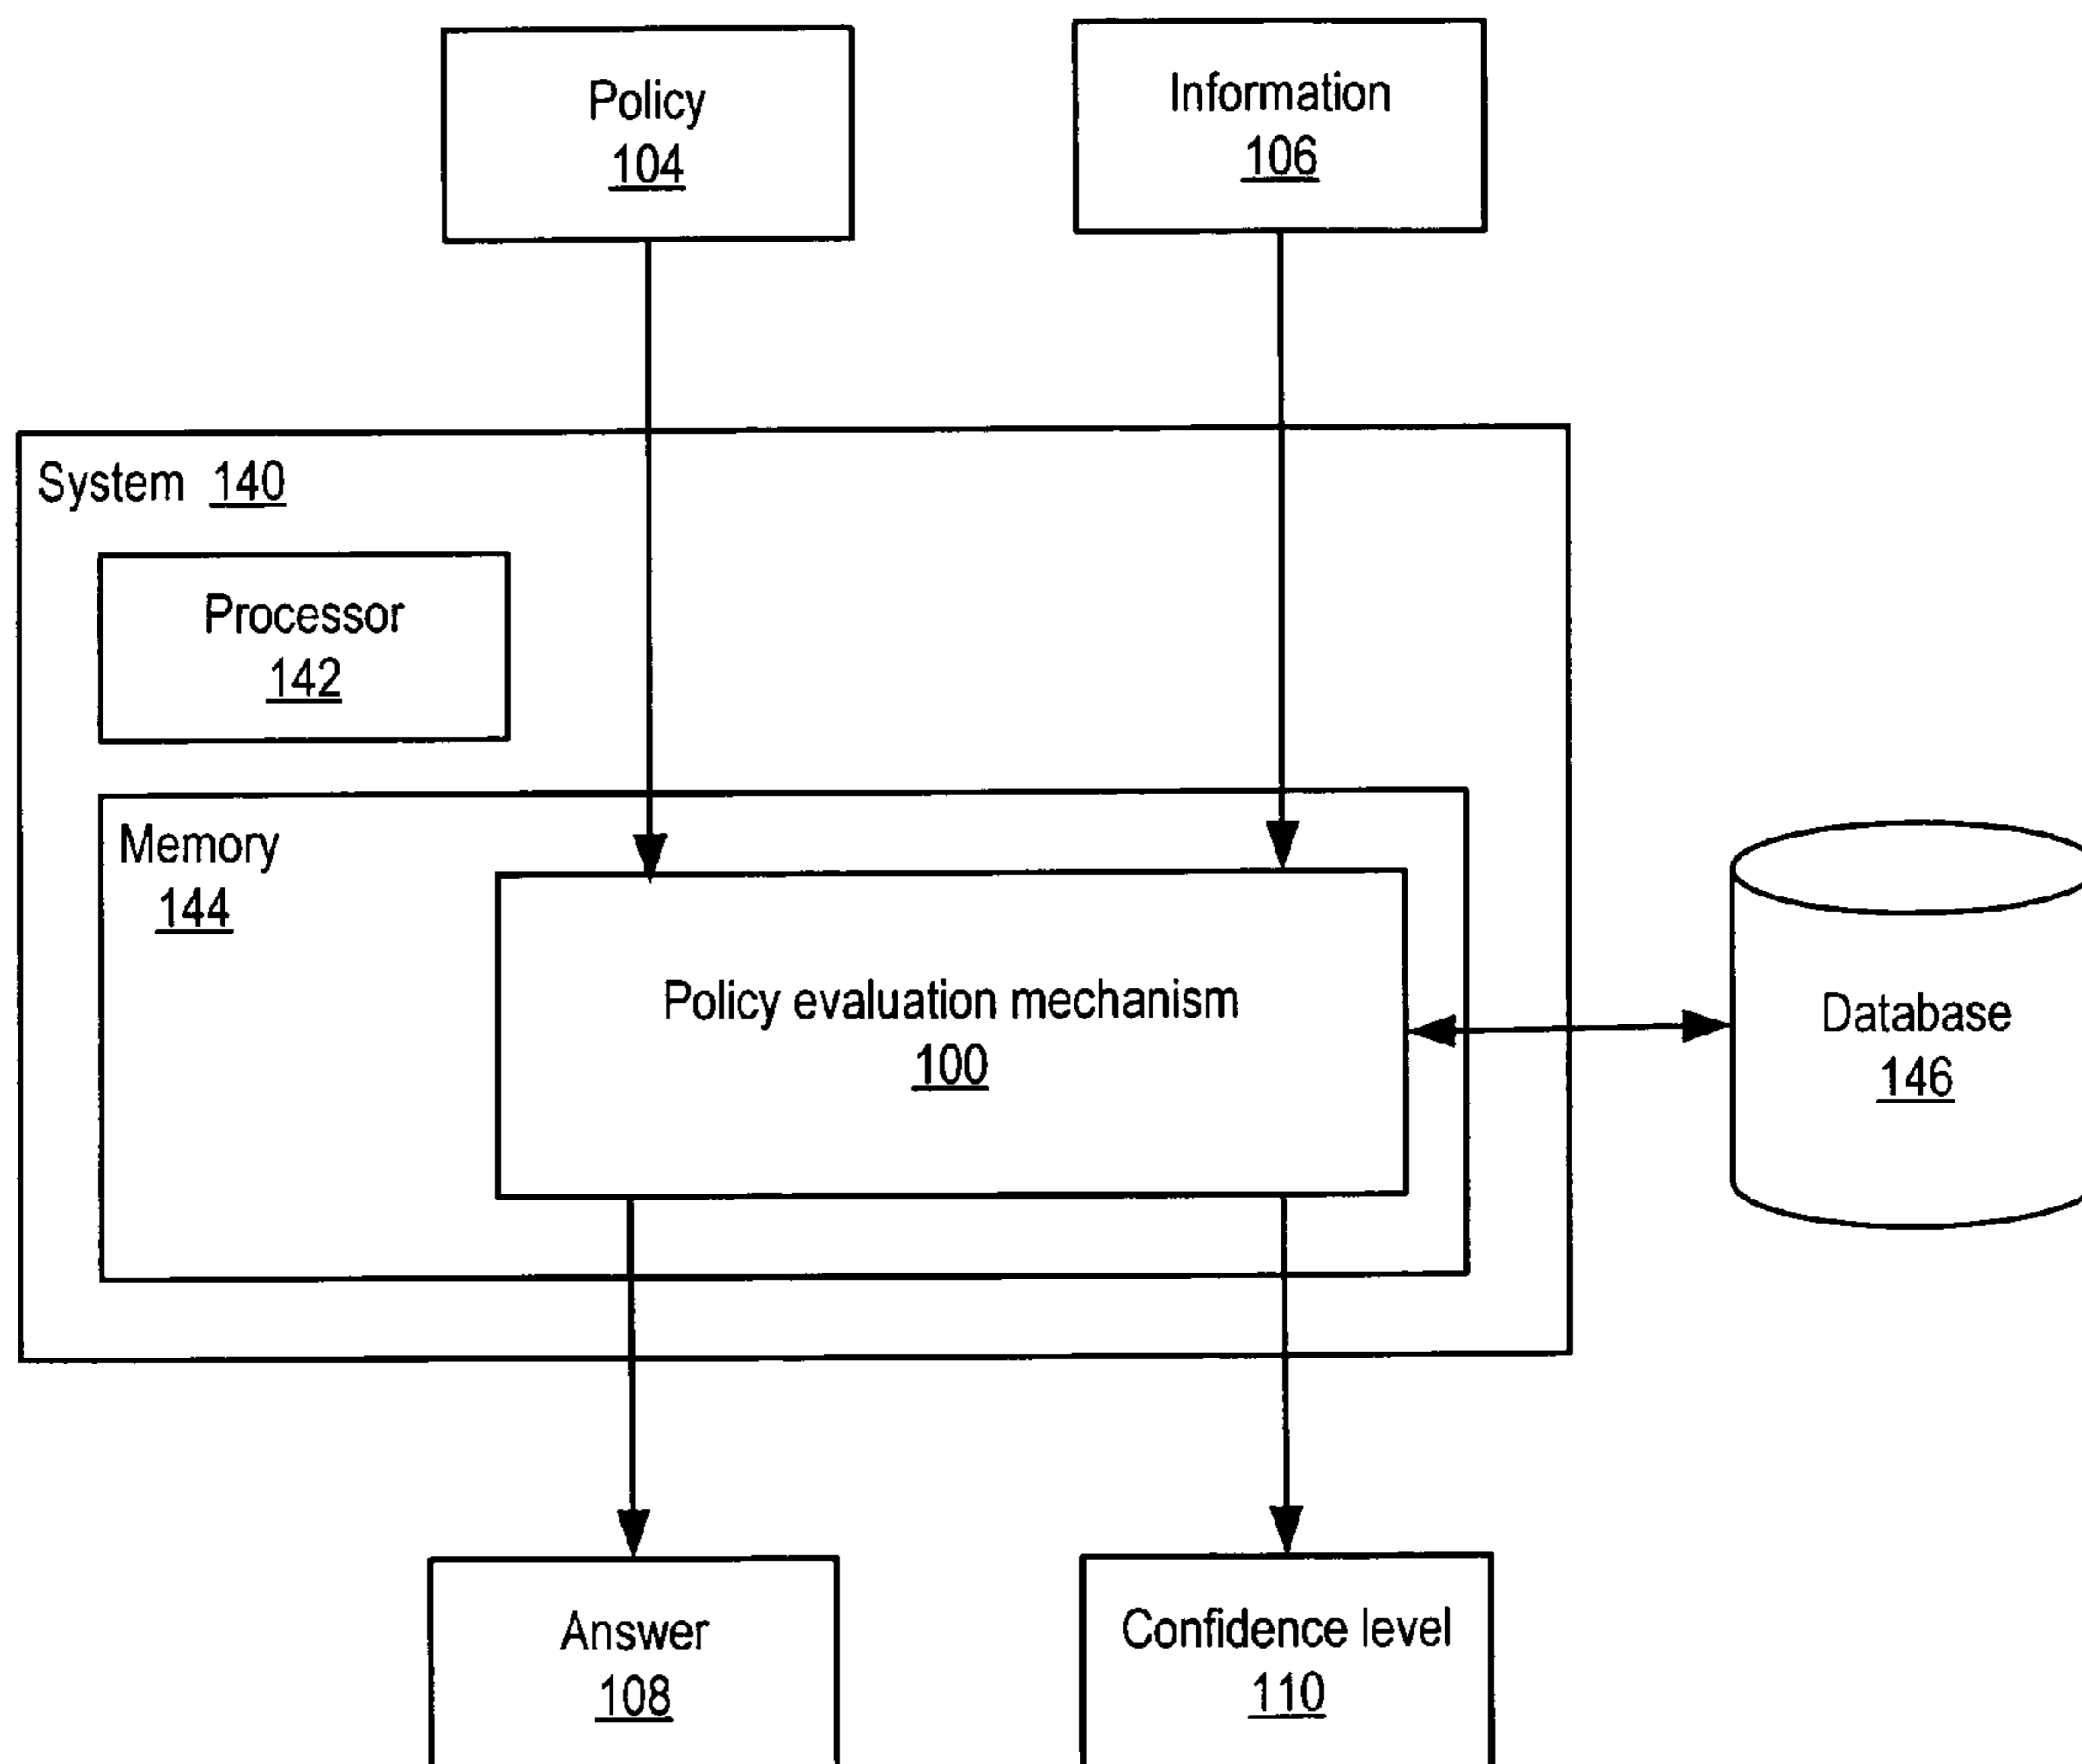 Policy
104
Information
106
System 140
Processor
142
Memory
144
Policy evaluation mechanism
100
Database
146
Answer
108
Confidence level
110